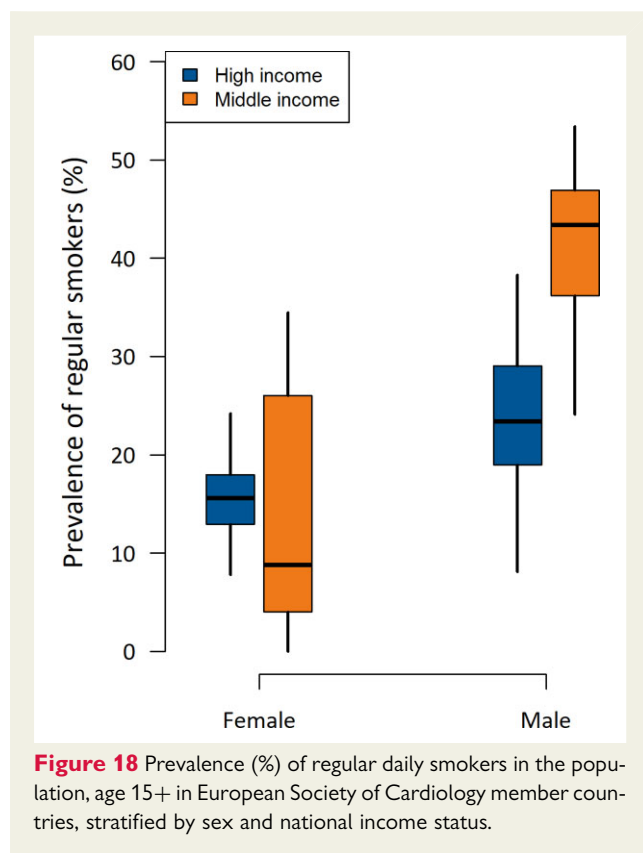 60
High income
Middle income
50
40
30
20
10
0
Prevalence of regular smokers (%)
Female Male
Figure 18 Prevalence (%) of regular daily smokers in the popu-
lation, age 15+ in European Society of Cardiology member coun-
tries, stratified by sex and national income status.